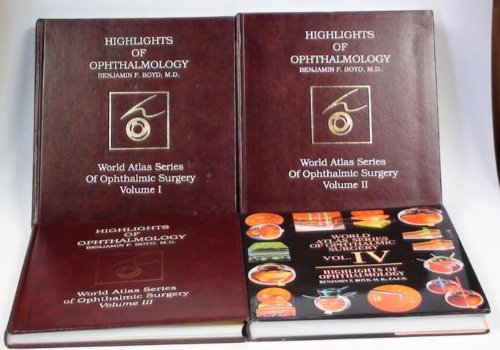 HIGHLIGHTS
OF
OPHTHALMOLOGY
BENJAMIN F. BOYD, M.D.
World Atlas Series
Of Ophthalmic Surgery
Volume I
HIGHLIGHTS
OF
OPHTHALMOLOGY
BENJAMIN F. BOYD, M.D.
World Atlas Series
Of Ophthalmic Surgery
Volume II
HIGHLIGHTS
OF
OPHTHALMOLOGY
BENJAMIN F. BOYD, M.D.
World Atlas Series
of Ophthalmic Surgery
Volume III
WORLD
ATLAS SERIES
OF OPHTHALMIC
SURGERY
VOL. IV
HIGHLIGHTS OF
OPHTHALMOLOGY
BENJAMIN F. BOYD, M. D., F.A.C.S.